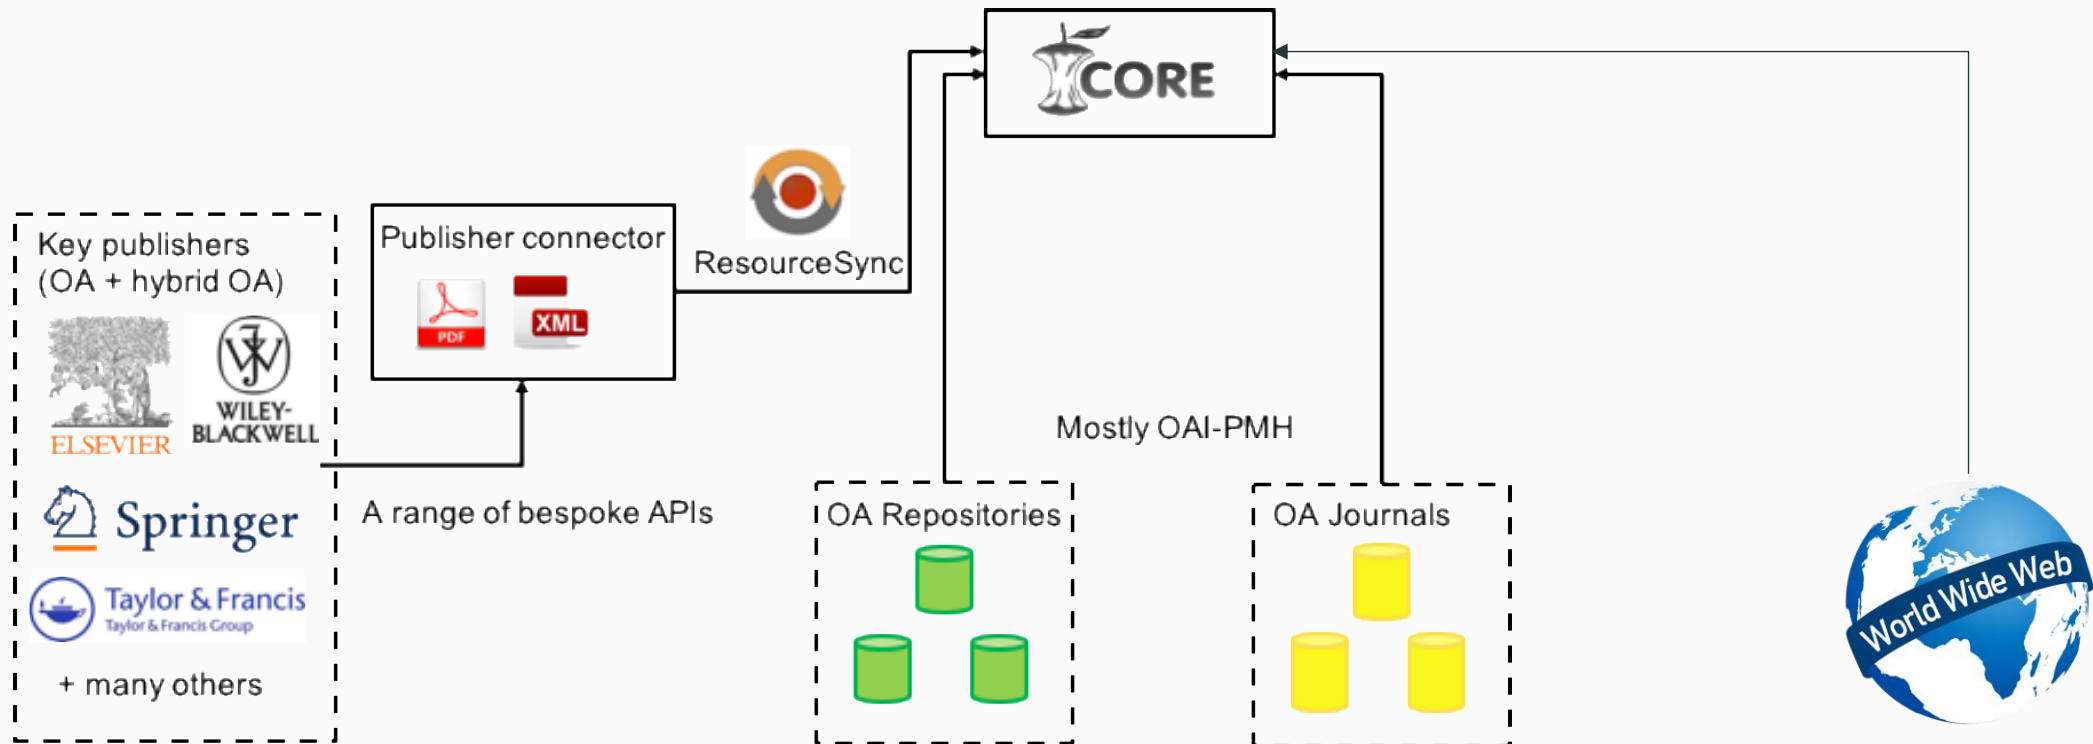 CORE
ResourceSync
Publisher connector
PDF
XML
Key publishers
(OA + hybrid OA)
ELSEVIER
WILEY-
BLACKWELL
Springer
Taylor & Francis
Taylor & Francis Group
+ many others
A range of bespoke APIs
Mostly OAI-PMH
OA Repositories
OA Journals
World Wide Web